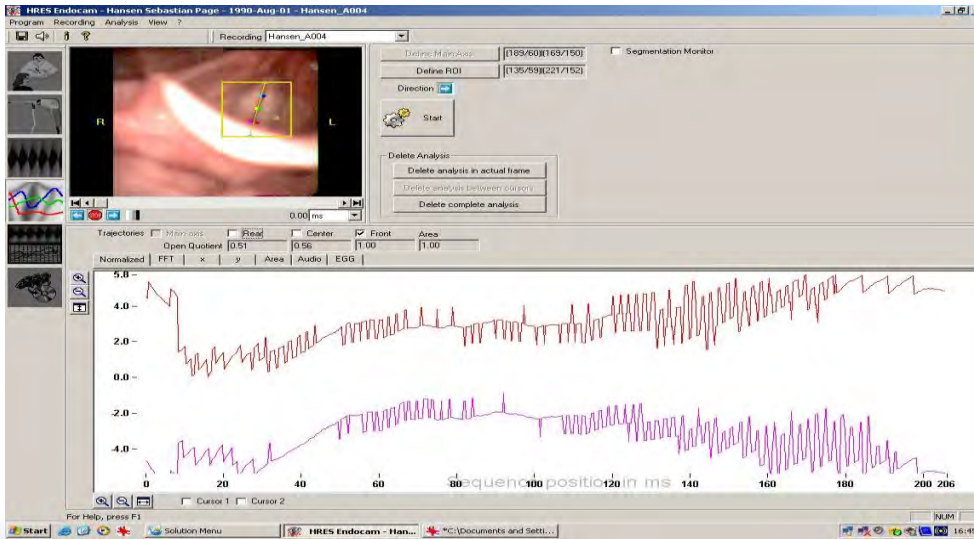 HRES Endocam - Hansen Sebastian Page - 1990-Aug-01 - Hansen_A004
Program Recording Analysis View ?
Recording Hansen_A004
R
L
0.00 ms
Define Main Axis (189/60)(169/150)
Define ROI (135/59)(221/152)
Direction
Start
Segmentation Monitor
Delete Analysis
Delete analysis in actual frame
Delete analysis between cursors
Delete complete analysis
Trajectories Main axis Rear Center Front Area
Open Quotient 0.51 0.56 1.00 1.00
Normalized FFT x y Area Audio EGG
5.8
4.0
2.0
0.0
-2.0
-4.0
0 20 40 60 80 100 120 140 160 180 200 206
sequence position in ms
Cursor 1 Cursor 2
For Help, press F1
NUM
Start Solution Menu HRES Endocam - Han... *C:\Documents and Setti... 16:45